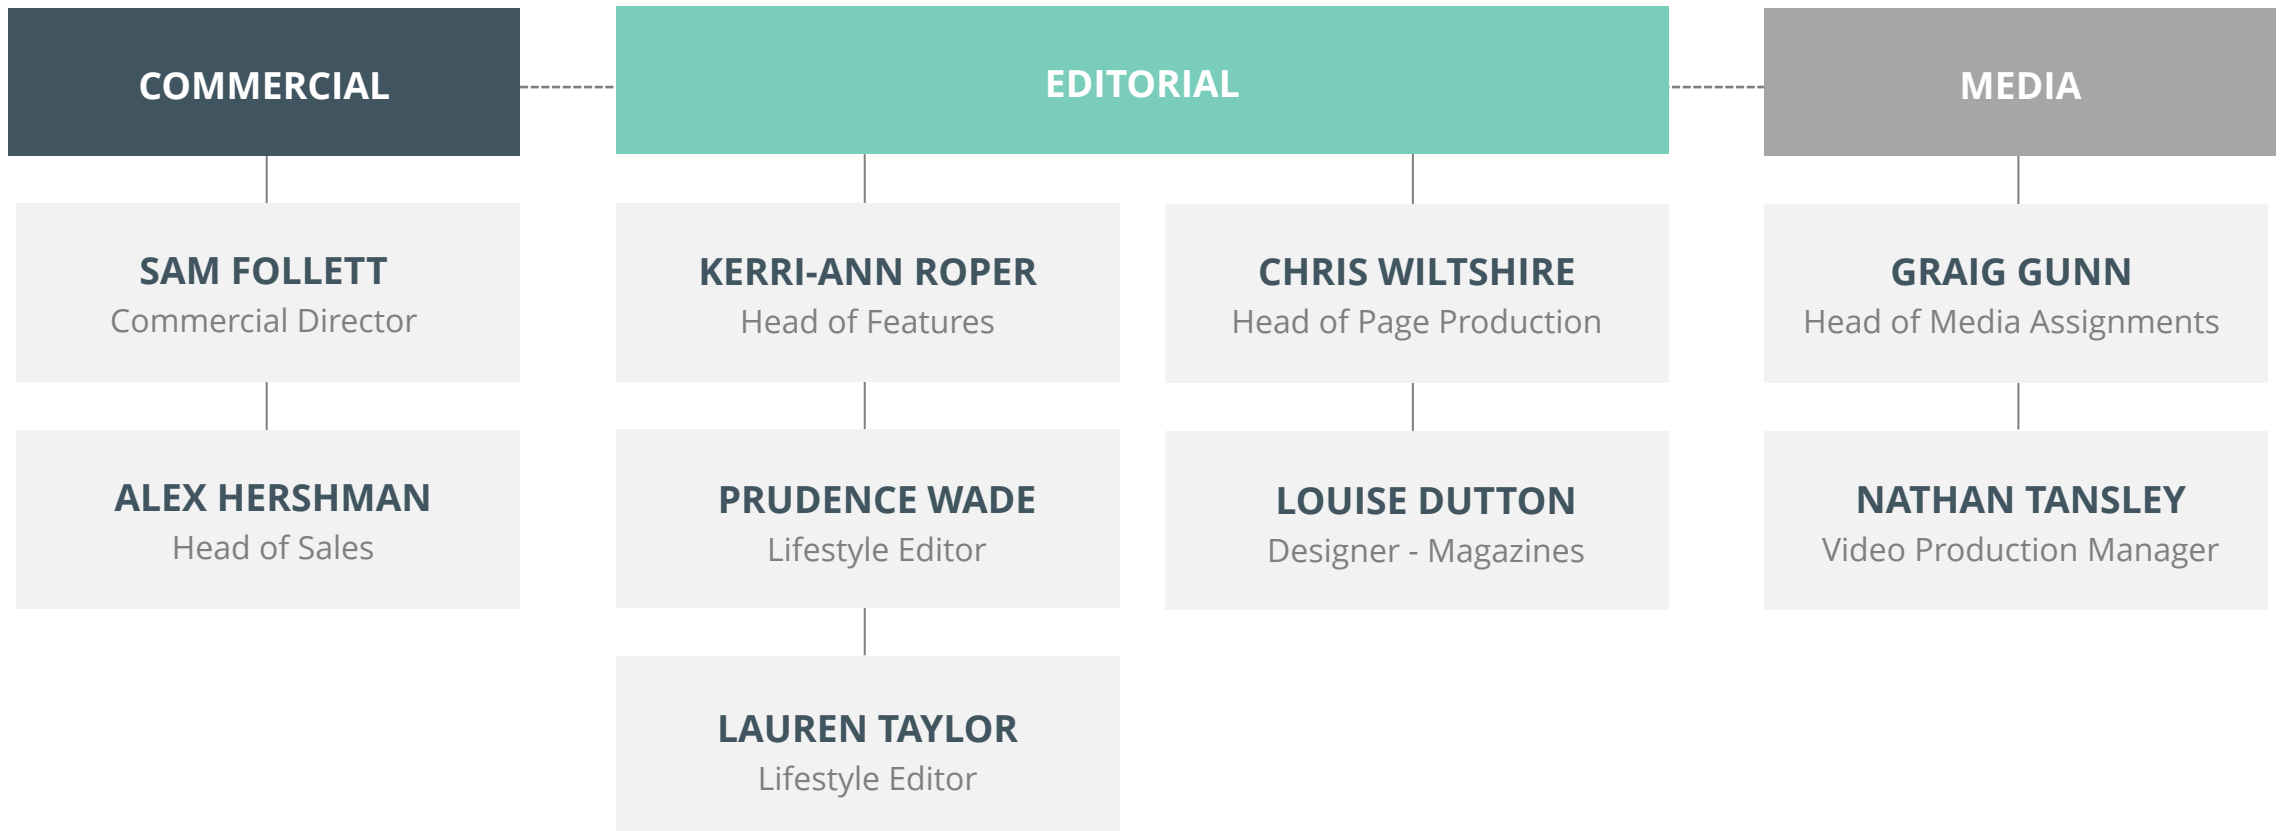 COMMERCIAL
EDITORIAL
MEDIA
SAM FOLLETT
Commercial Director
ALEX HERSHMAN
Head of Sales
KERRI-ANN ROPER
Head of Features
PRUDENCE WADE
Lifestyle Editor
LAUREN TAYLOR
Lifestyle Editor
CHRIS WILTSHIRE
Head of Page Production
LOUISE DUTTON
Designer - Magazines
GRAIG GUNN
Head of Media Assignments
NATHAN TANSLEY
Video Production Manager